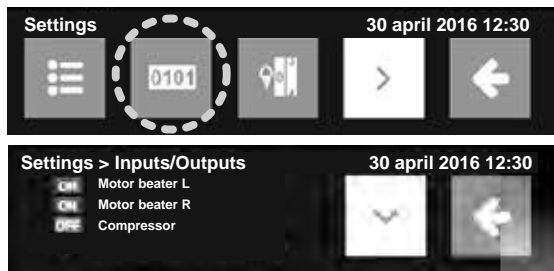 Settings 30 april 2016 12:30
0101
Settings > Inputs/Outputs 30 april 2016 12:30
ON Motor beater L
ON Motor beater R
OFF Compressor